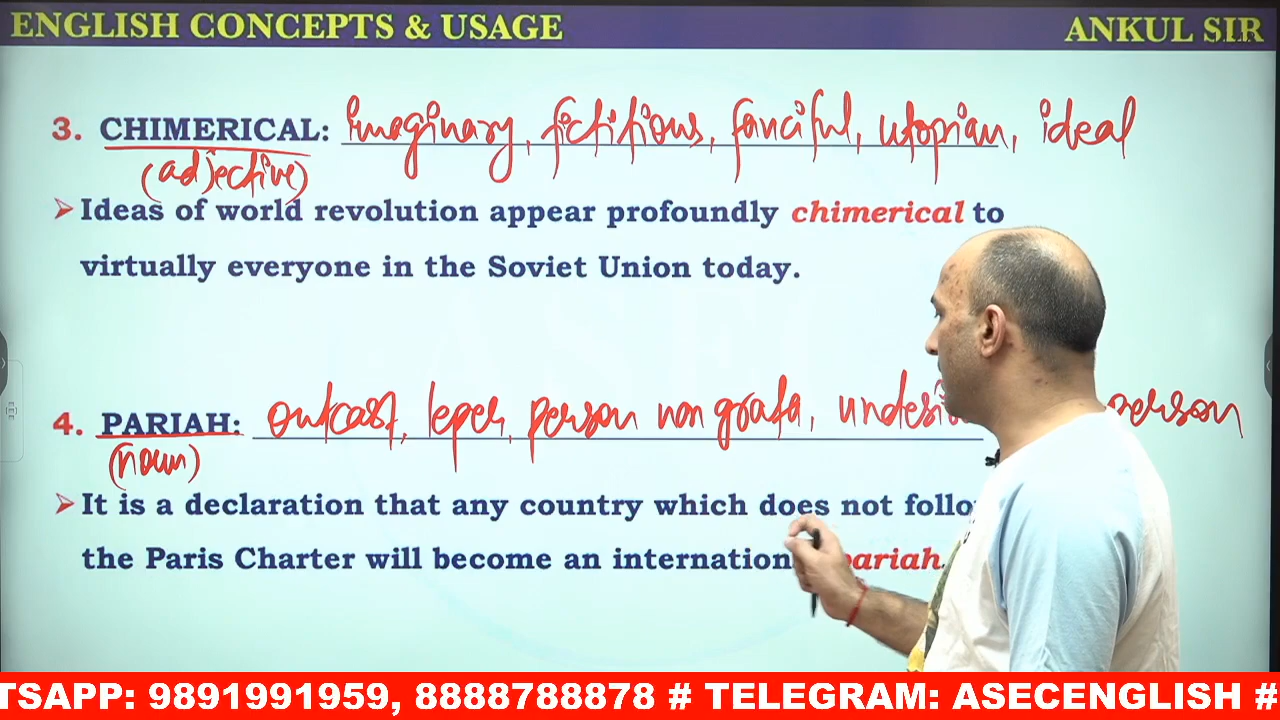 ENGLISH CONCEPTS & USAGE ANKUL SIR
3. CHIMERICAL: Imaginary, fictitious, fanciful, utopian, ideal
(adjective)
➤ Ideas of world revolution appear profoundly chimerical to
virtually everyone in the Soviet Union today.
4. PARIAH: outcast, leper, person non grata, undesi person
(noun)
➤ It is a declaration that any country which does not follo
the Paris Charter will become an internation pariah.
TSAPP: 9891991959, 8888788878 # TELEGRAM: ASECENGLISH #